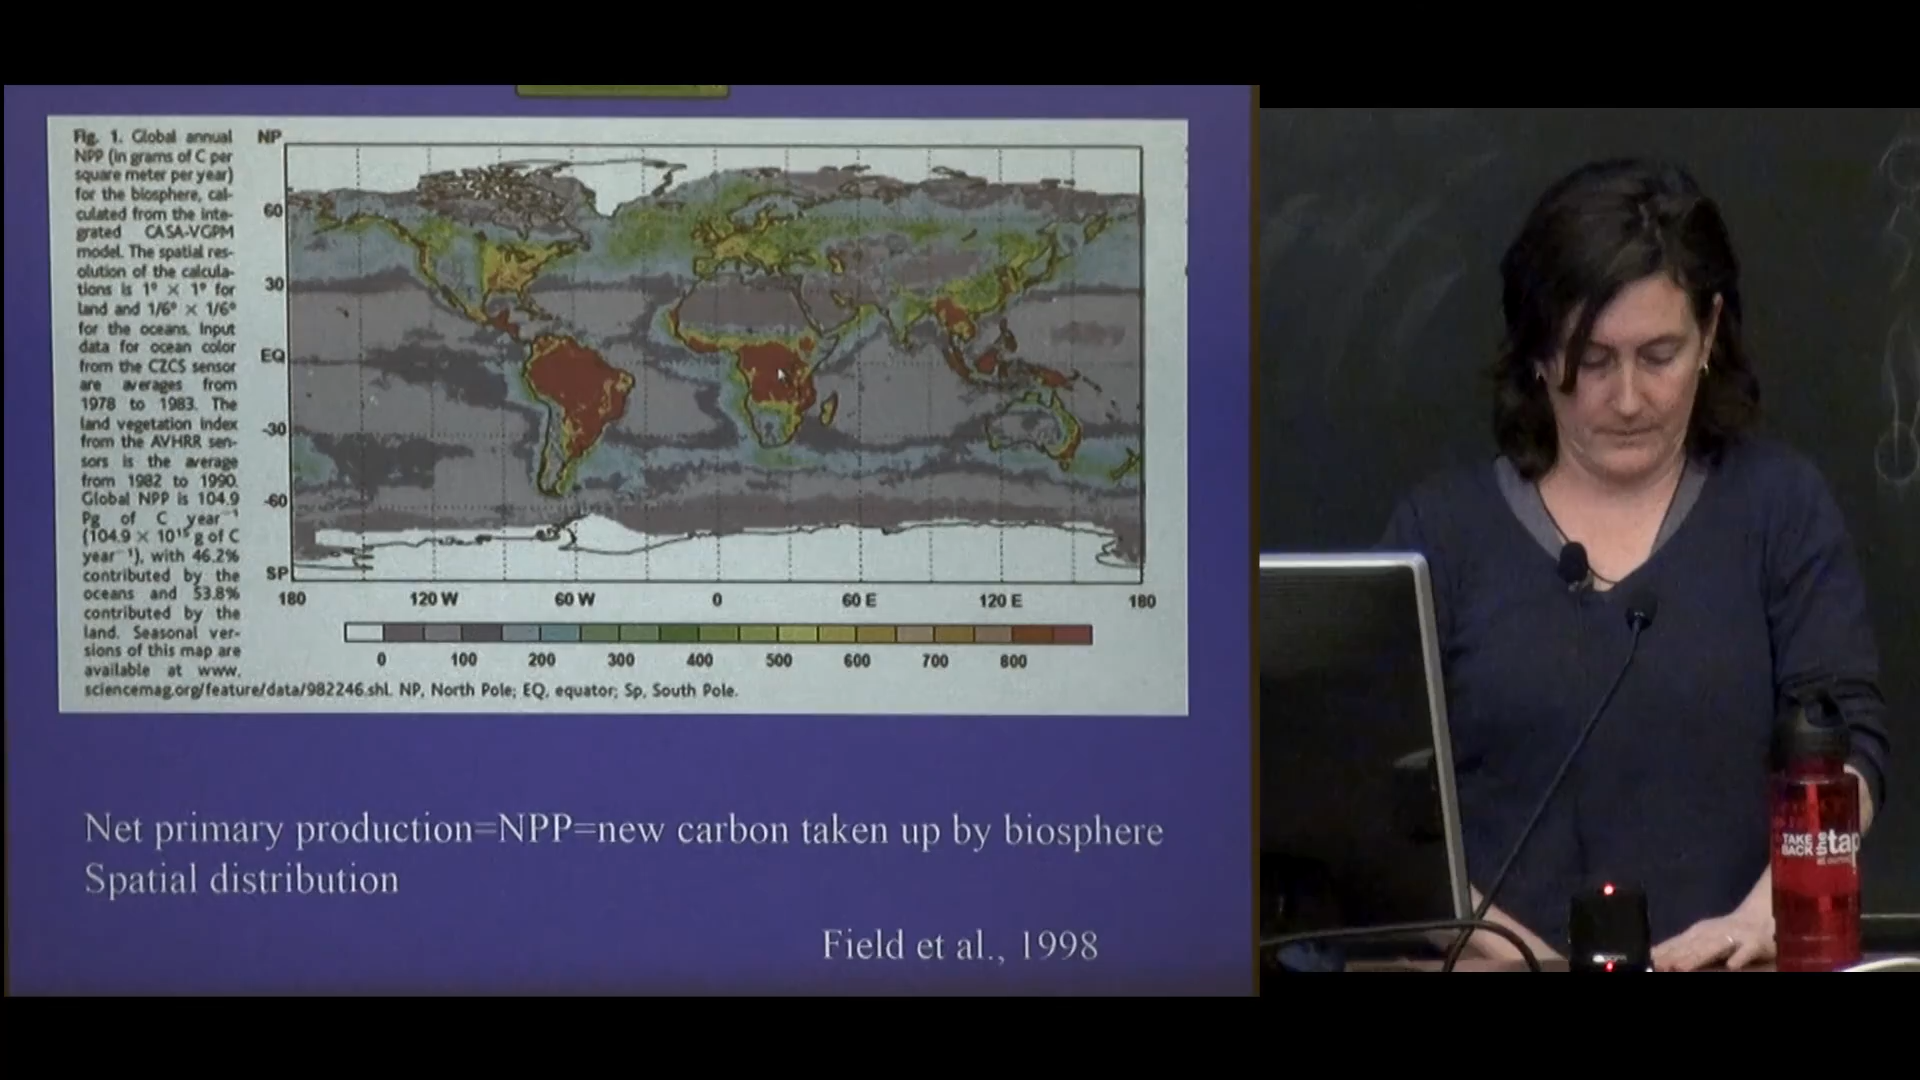 Fig. 1. Global annual
NPP (in grams of C per
square meter per year)
for the biosphere, cal-
culated from the inte-
grated CASA-VGPM
model. The spatial res-
olution of the calcula-
tions is 1° × 1° for
land and 1/6° × 1/6°
for the oceans. Input
data for ocean color
from the CZCS sensor
are averages from
1978 to 1983. The
land vegetation index
from the AVHRR sen-
sors is the average
from 1982 to 1990.
Global NPP is 104.9
Pg of C year⁻¹
(104.9 × 10¹⁵ g of C
year⁻¹), with 46.2%
contributed by the
oceans and 53.8%
contributed by the
land. Seasonal ver-
sions of this map are
available at www.
sciencemag.org/feature/data/982246.shl. NP, North Pole; EQ, equator; Sp, South Pole.
NP
60
30
EQ
-30
-60
SP
180 120 W 60 W 0 60 E 120 E 180
0 100 200 300 400 500 600 700 800
Net primary production=NPP=new carbon taken up by biosphere
Spatial distribution
Field et al., 1998
TAKE
BACK the tap